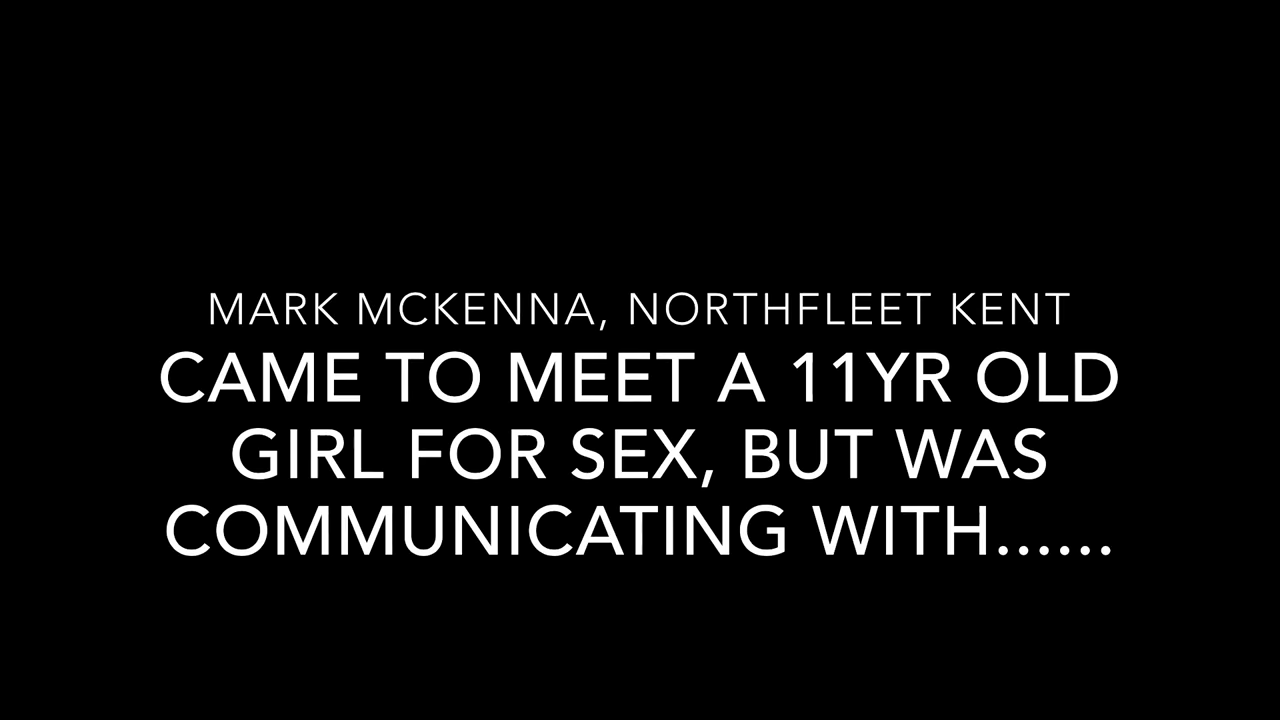 MARK MCKENNA, NORTHFLEET KENT
CAME TO MEET A 11YR OLD
GIRL FOR SEX, BUT WAS
COMMUNICATING WITH......